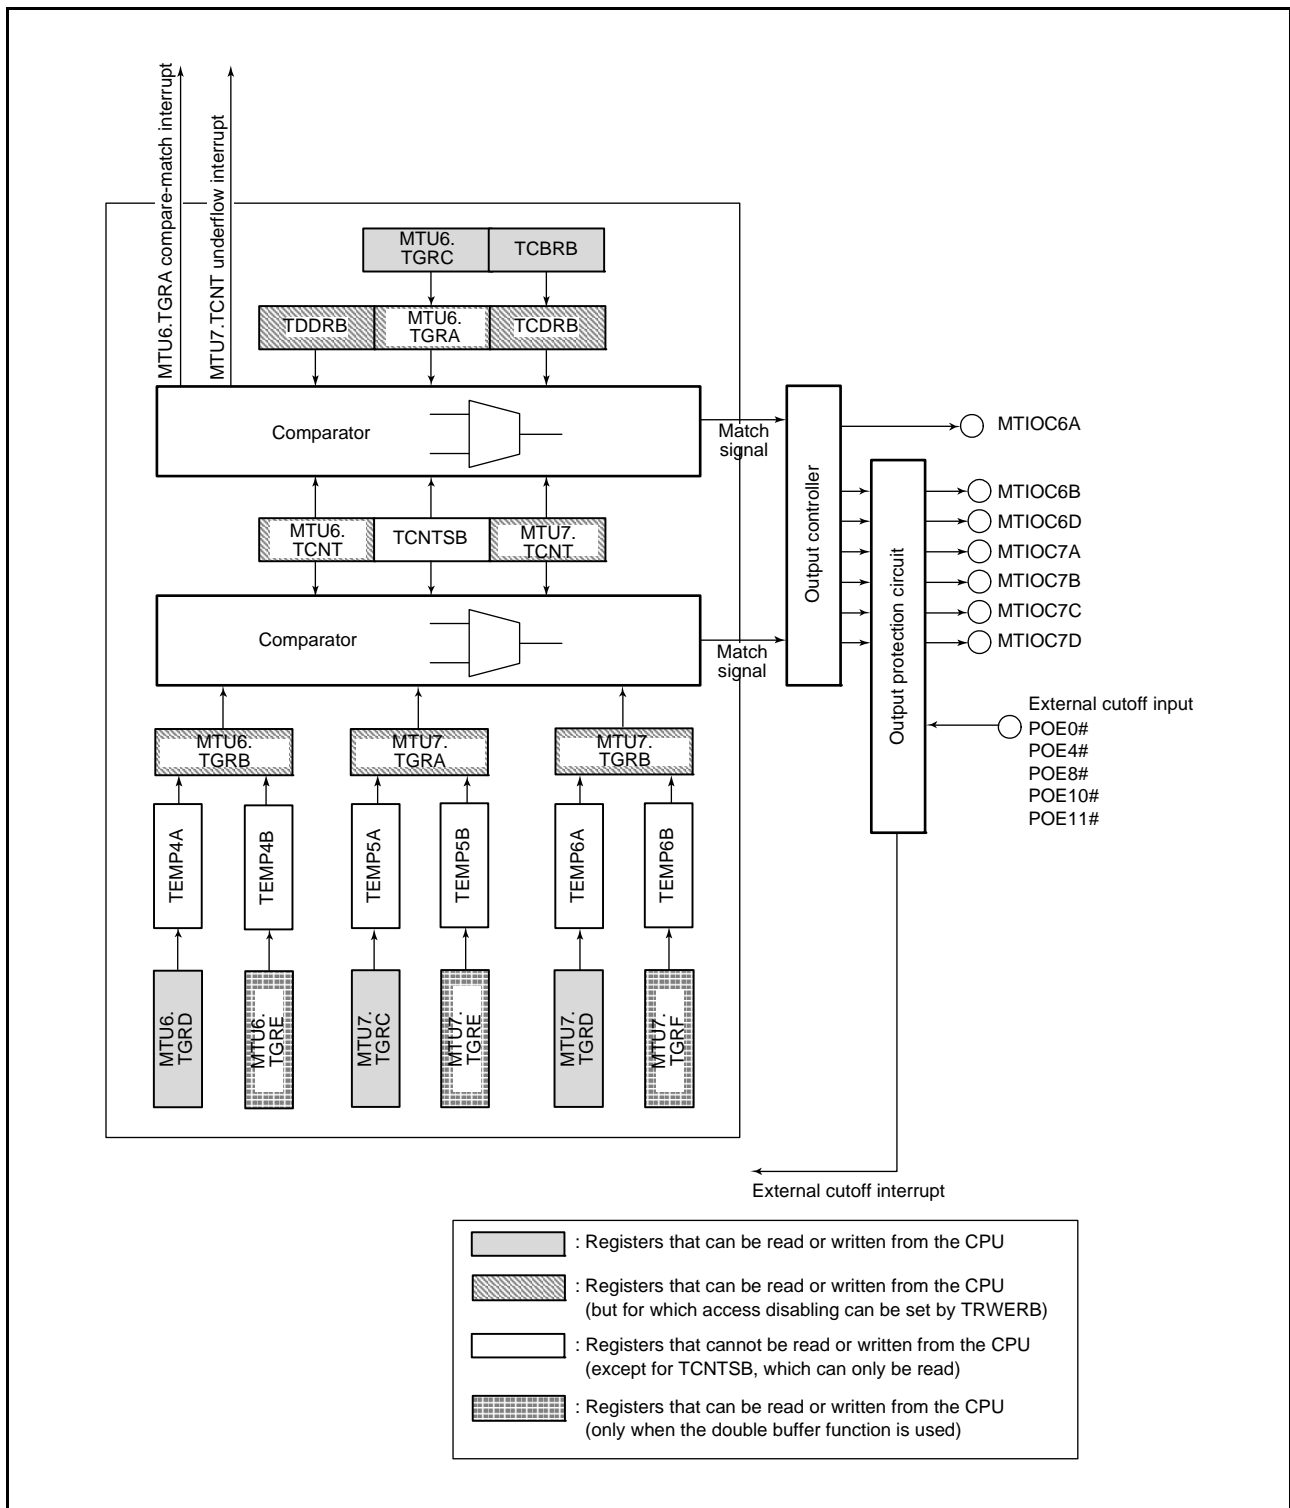 MTU6.TGRA compare-match interrupt
MTU7.TCNT underflow interrupt
MTU6.
TGRC
TCBRB
TDDRB
MTU6.
TGRA
TCDRB
Comparator
Match
signal
MTU6.
TCNT
TCNTSB
MTU7.
TCNT
Comparator
Match
signal
Output controller
Output protection circuit
MTIOC6A
MTIOC6B
MTIOC6D
MTIOC7A
MTIOC7B
MTIOC7C
MTIOC7D
External cutoff input
POE0#
POE4#
POE8#
POE10#
POE11#
MTU6.
TGRB
MTU7.
TGRA
MTU7.
TGRB
TEMP4A
TEMP4B
TEMP5A
TEMP5B
TEMP6A
TEMP6B
MTU6.
TGRD
MTU6.
TGRE
MTU7.
TGRC
MTU7.
TGRE
MTU7.
TGRD
MTU7.
TGRF
External cutoff interrupt
: Registers that can be read or written from the CPU
: Registers that can be read or written from the CPU
(but for which access disabling can be set by TRWERB)
: Registers that cannot be read or written from the CPU
(except for TCNTSB, which can only be read)
: Registers that can be read or written from the CPU
(only when the double buffer function is used)